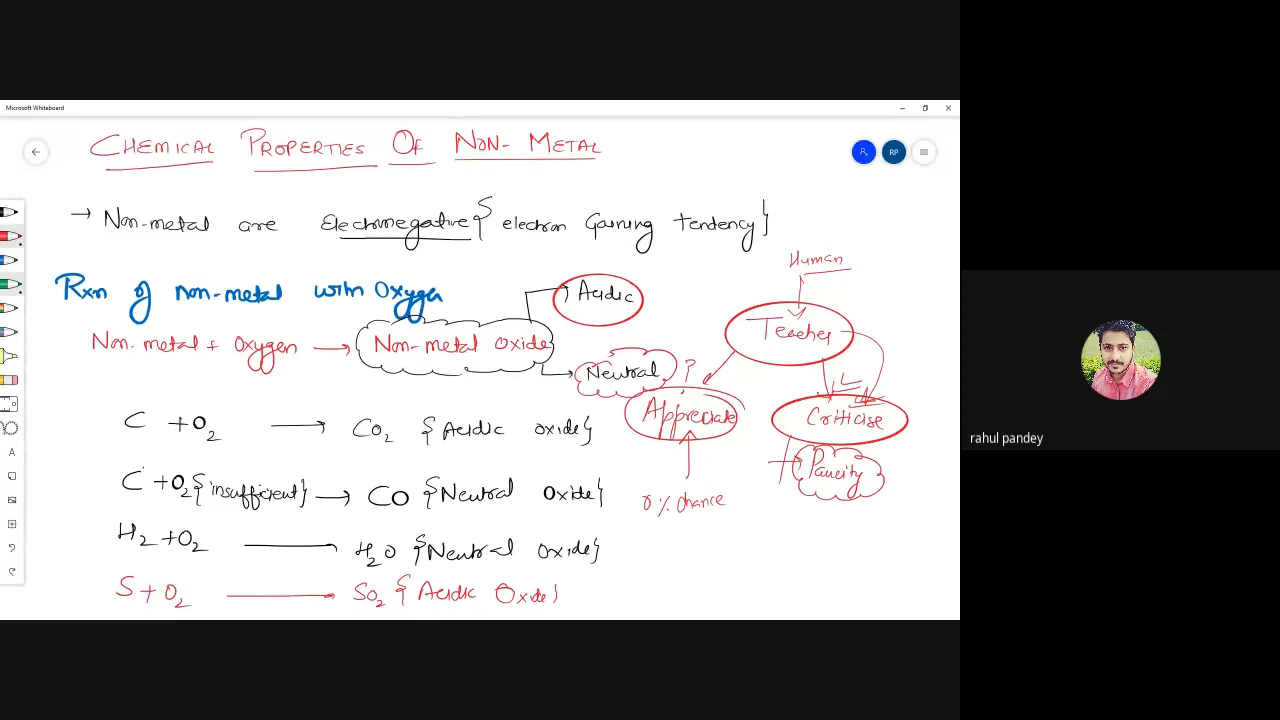 Microsoft Whiteboard
CHEMICAL PROPERTIES OF NON-METAL
RP
→ Non-metal are Electronegative { electron Gaining tendency }
Human
Rxn of non-metal with Oxygen
Acidic
Teacher
Non-metal + Oxygen → Non-metal Oxide
Neutral
?
Appreciate
Criticise
C + O2 → CO2 { Acidic oxide }
C + O2 { insufficient } → CO { Neutral Oxide }
0 % chance
H2 + O2 → H2O { Neutral Oxide }
S + O2 → SO2 { Acidic Oxide }
rahul pandey
A